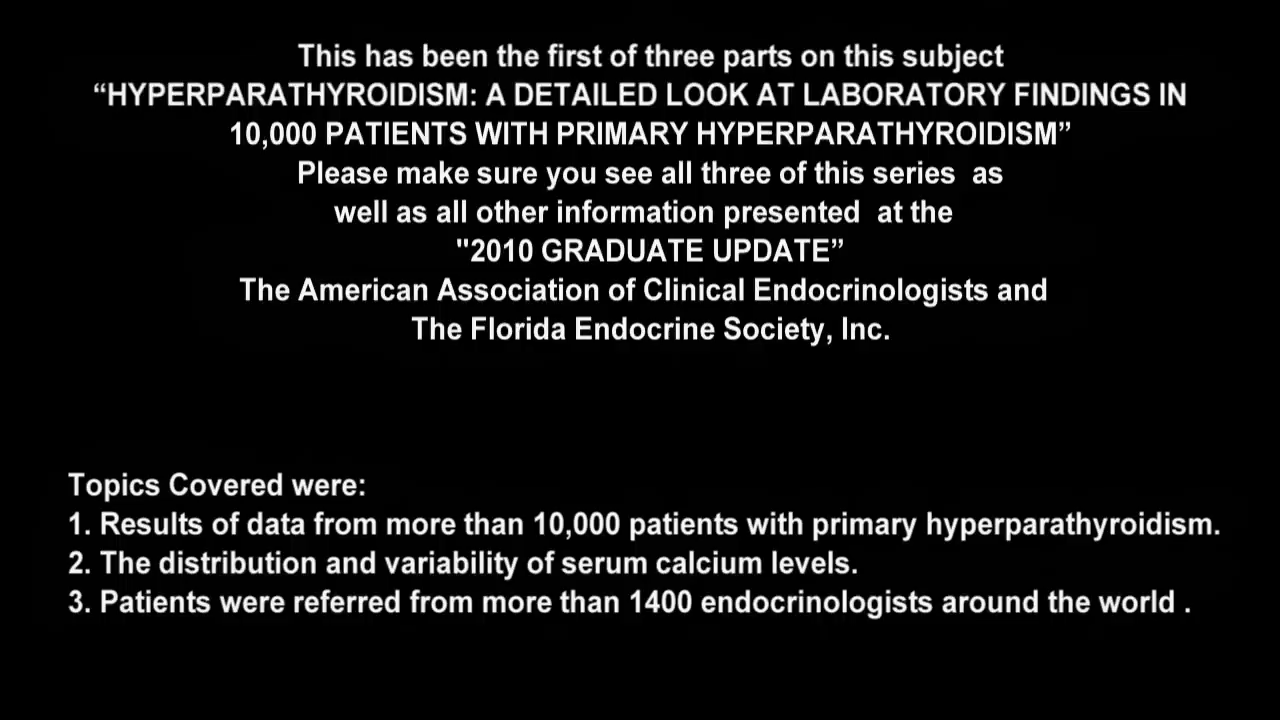 This has been the first of three parts on this subject
“HYPERPARATHYROIDISM: A DETAILED LOOK AT LABORATORY FINDINGS IN
10,000 PATIENTS WITH PRIMARY HYPERPARATHYROIDISM”
Please make sure you see all three of this series  as
well as all other information presented  at the
"2010 GRADUATE UPDATE”
The American Association of Clinical Endocrinologists and
The Florida Endocrine Society, Inc.
Topics Covered were:
1. Results of data from more than 10,000 patients with primary hyperparathyroidism.
2. The distribution and variability of serum calcium levels.
3. Patients were referred from more than 1400 endocrinologists around the world .